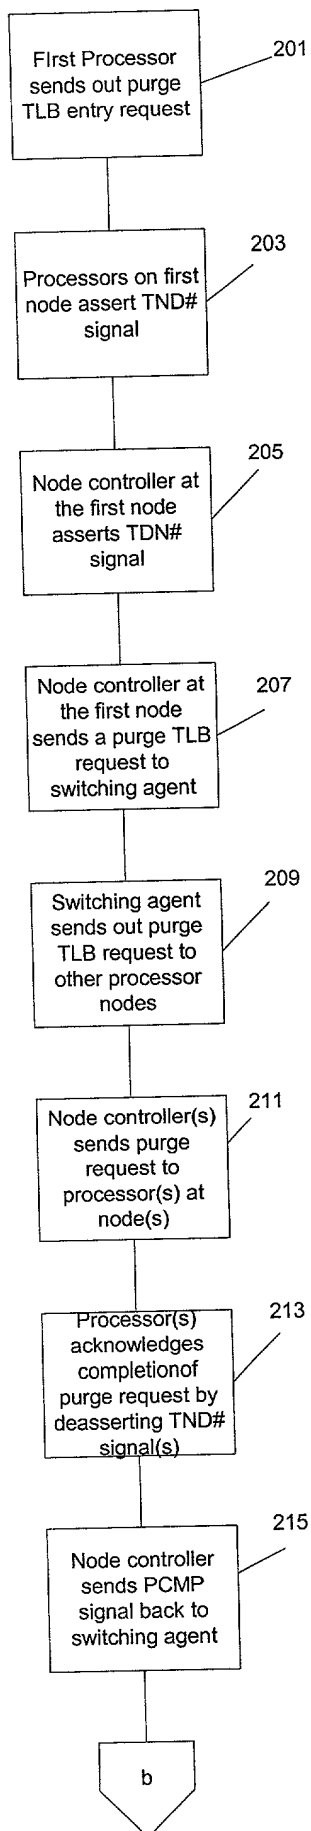 FIrst Processor
sends out purge
TLB entry request
201
Processors on first
node assert TND#
signal
203
Node controller at
the first node
asserts TDN#
signal
205
Node controller at
the first node
sends a purge TLB
request to
switching agent
207
Switching agent
sends out purge
TLB request to
other processor
nodes
209
Node controller(s)
sends purge
request to
processor(s) at
node(s)
211
Processor(s)
acknowledges
completionof
purge request by
deasserting TND#
signal(s)
213
Node controller
sends PCMP
signal back to
switching agent
215
b